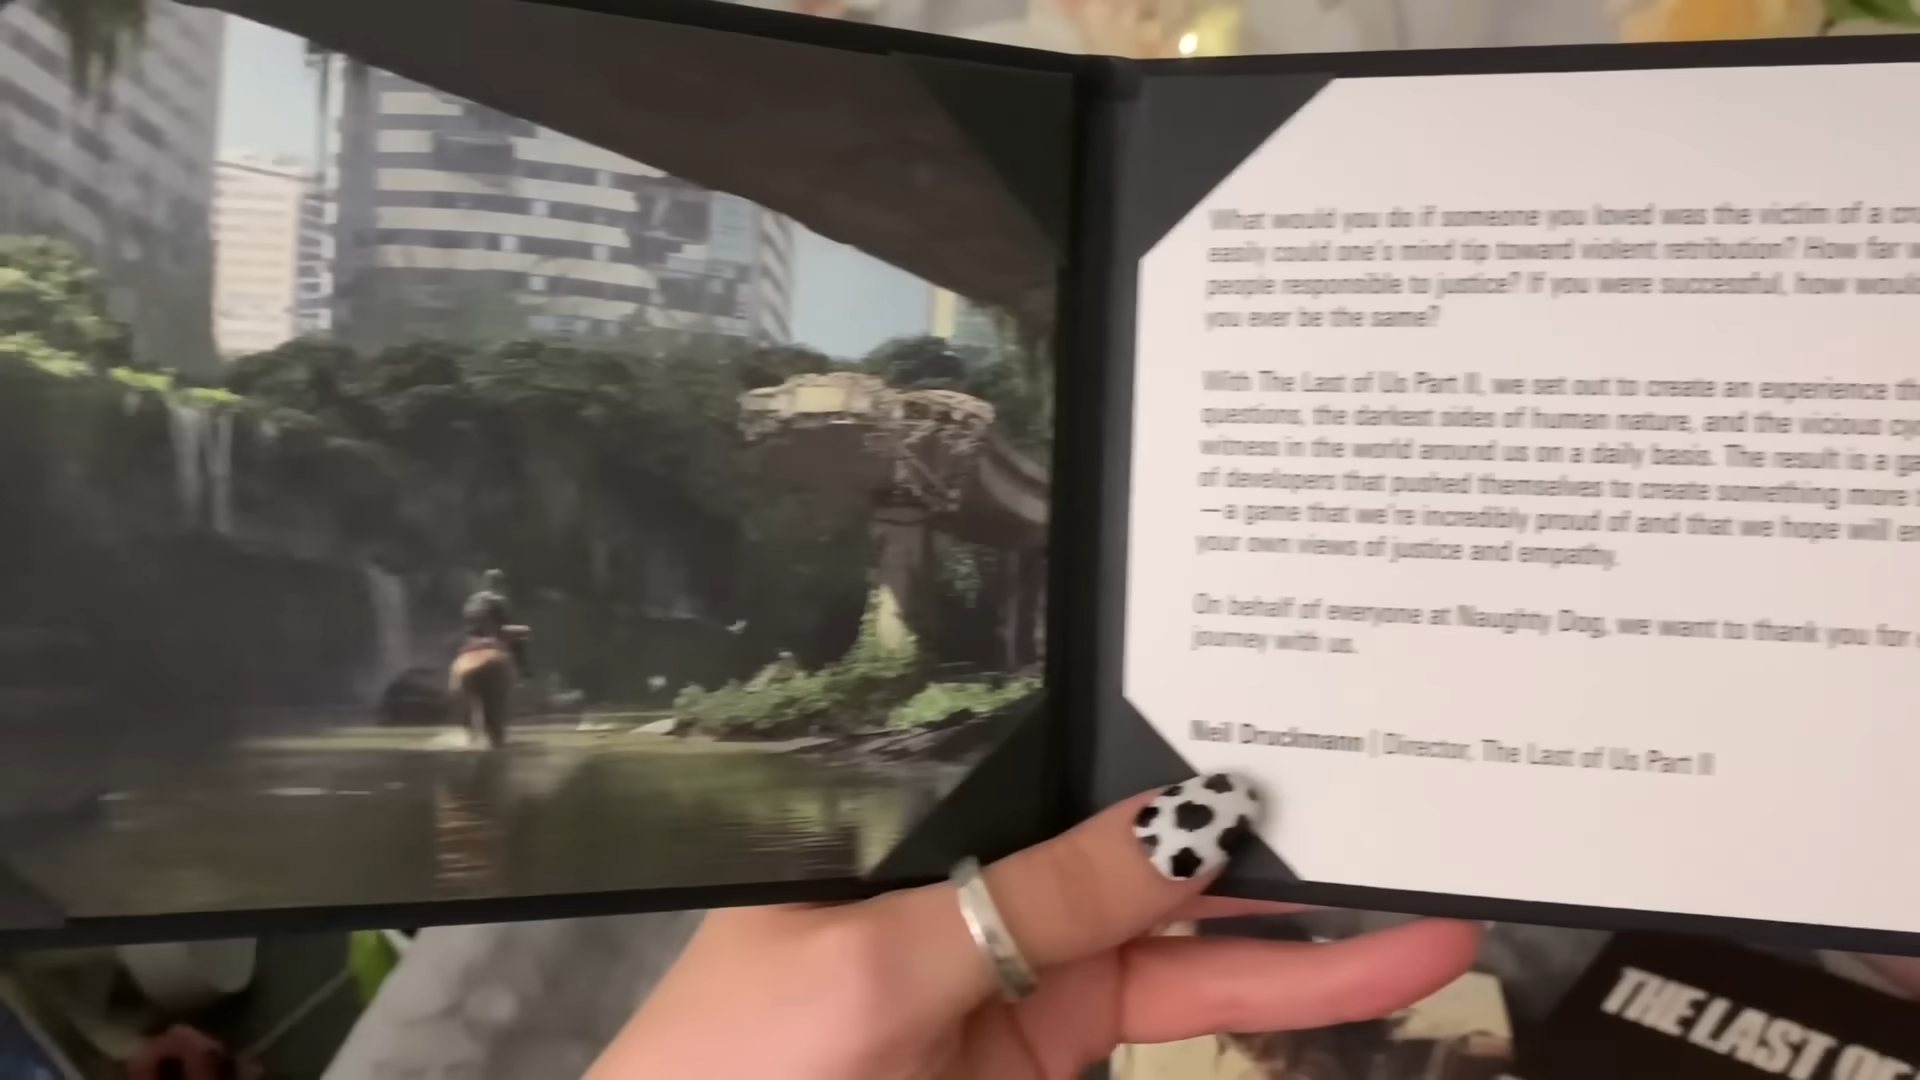 What would you do if someone you loved was the victim of a
easily could one's mind tip toward violent retribution? How far
people responsible to justice? If you were successful, how would
you ever be the same?
With The Last of Us Part II, we set out to create an experience
questions, the darkest sides of human nature, and the vicious
witness in the world around us on a daily basis. The result is a
of developers that pushed themselves to create something more
—a game that we're incredibly proud of and that we hope will
your own views of justice and empathy.
On behalf of everyone at Naughty Dog, we want to thank you for
journey with us.
Neil Druckmann | Director, The Last of Us Part II
THE LAST OF